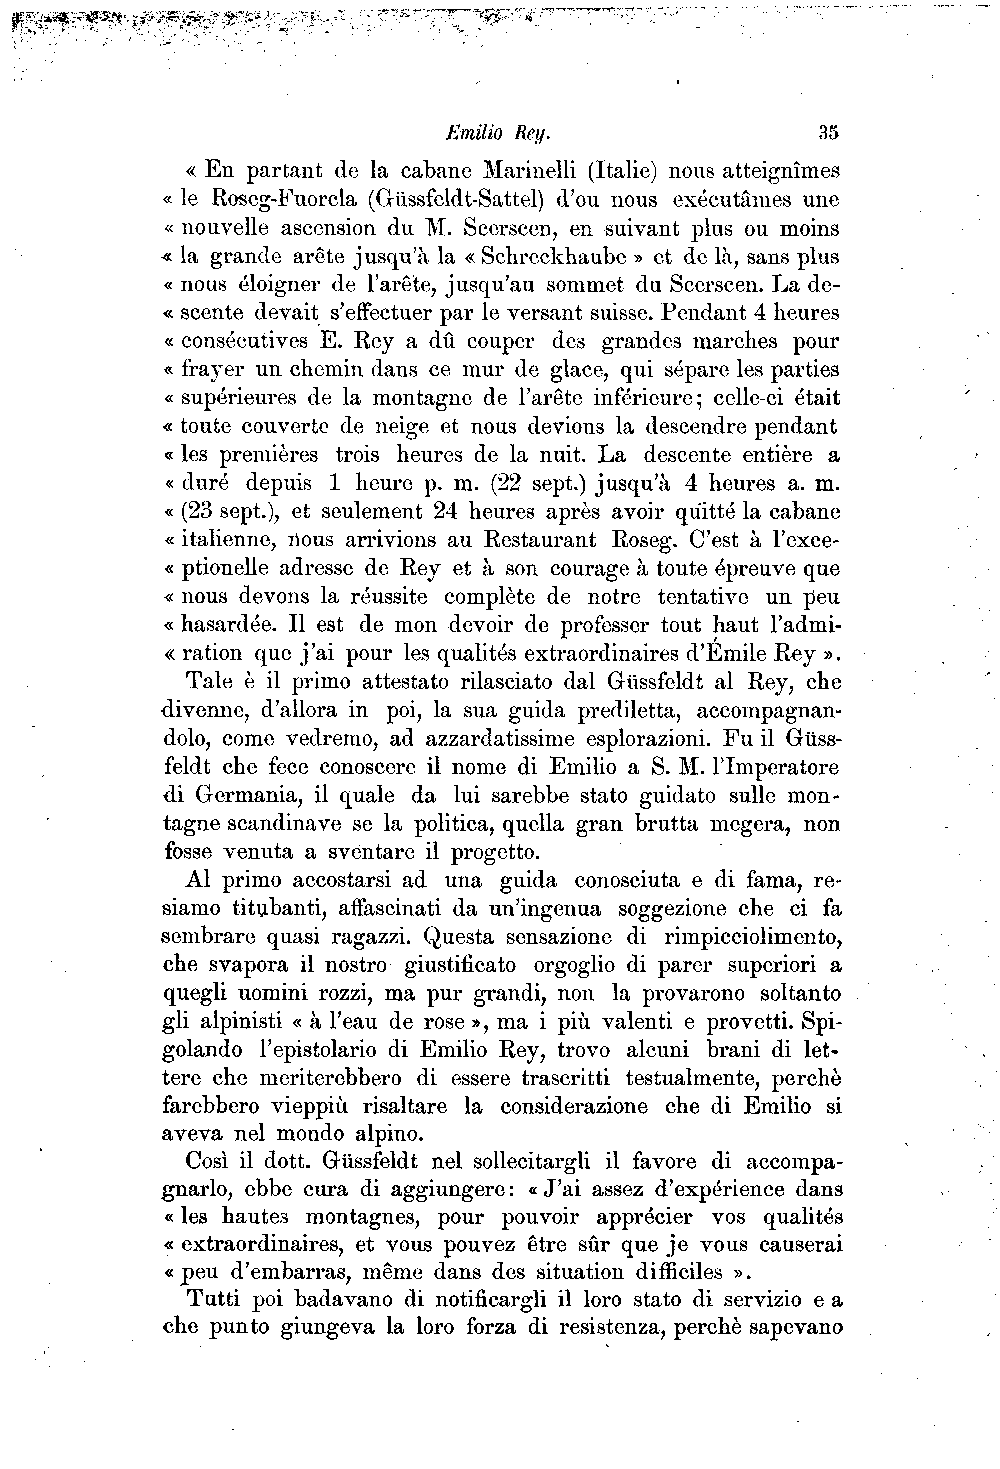 Emilio Rey. 35
« En partant de la cabane Marinelli (Italie) nous atteignîmes
« le Roseg-Fuorcla (Güssfeldt-Sattel) d'ou nous exécutâmes une
« nouvelle ascension du M. Scerscen, en suivant plus ou moins
« la grande arête jusqu'à la « Schreckhaube » et de là, sans plus
« nous éloigner de l'arête, jusqu'au sommet du Scerscen. La de-
« scente devait s'effectuer par le versant suisse. Pendant 4 heures
« consécutives E. Rey a dû couper des grandes marches pour
« frayer un chemin dans ce mur de glace, qui sépare les parties
« supérieures de la montagne de l'arête inférieure; celle-ci était
« toute couverte de neige et nous devions la descendre pendant
« les premières trois heures de la nuit. La descente entière a
« duré depuis 1 heure p. m. (22 sept.) jusqu'à 4 heures a. m.
« (23 sept.), et seulement 24 heures après avoir quitté la cabane
« italienne, nous arrivions au Restaurant Roseg. C'est à l'exce-
« ptionelle adresse de Rey et à son courage à toute épreuve que
« nous devons la réussite complète de notre tentative un peu
« hasardée. Il est de mon devoir de professer tout haut l'admi-
« ration que j'ai pour les qualités extraordinaires d'Émile Rey ».
Tale è il primo attestato rilasciato dal Güssfeldt al Rey, che
divenne, d'allora in poi, la sua guida prediletta, accompagnan-
dolo, come vedremo, ad azzardatissime esplorazioni. Fu il Güss-
feldt che fece conoscere il nome di Emilio a S. M. l'Imperatore
di Germania, il quale da lui sarebbe stato guidato sulle mon-
tagne scandinave se la politica, quella gran brutta megera, non
fosse venuta a sventare il progetto.
Al primo accostarsi ad una guida conosciuta e di fama, re-
siamo titubanti, affascinati da un'ingenua soggezione che ci fa
sembrare quasi ragazzi. Questa sensazione di rimpicciolimento,
che svapora il nostro giustificato orgoglio di parer superiori a
quegli uomini rozzi, ma pur grandi, non la provarono soltanto
gli alpinisti « à l'eau de rose », ma i più valenti e provetti. Spi-
golando l'epistolario di Emilio Rey, trovo alcuni brani di let-
tere che meriterebbero di essere trascritti testualmente, perchè
farebbero vieppiù risaltare la considerazione che di Emilio si
aveva nel mondo alpino.
Così il dott. Güssfeldt nel sollecitargli il favore di accompa-
gnarlo, ebbe cura di aggiungere: « J'ai assez d'expérience dans
« les hautes montagnes, pour pouvoir apprécier vos qualités
« extraordinaires, et vous pouvez être sûr que je vous causerai
« peu d'embarras, même dans des situation difficiles ».
Tutti poi badavano di notificargli il loro stato di servizio e a
che punto giungeva la loro forza di resistenza, perchè sapevano